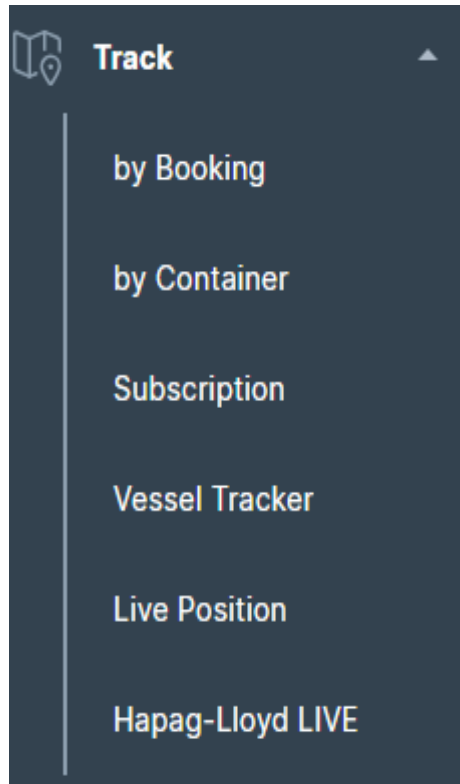 Track
by Booking
by Container
Subscription
Vessel Tracker
Live Position
Hapag-Lloyd LIVE